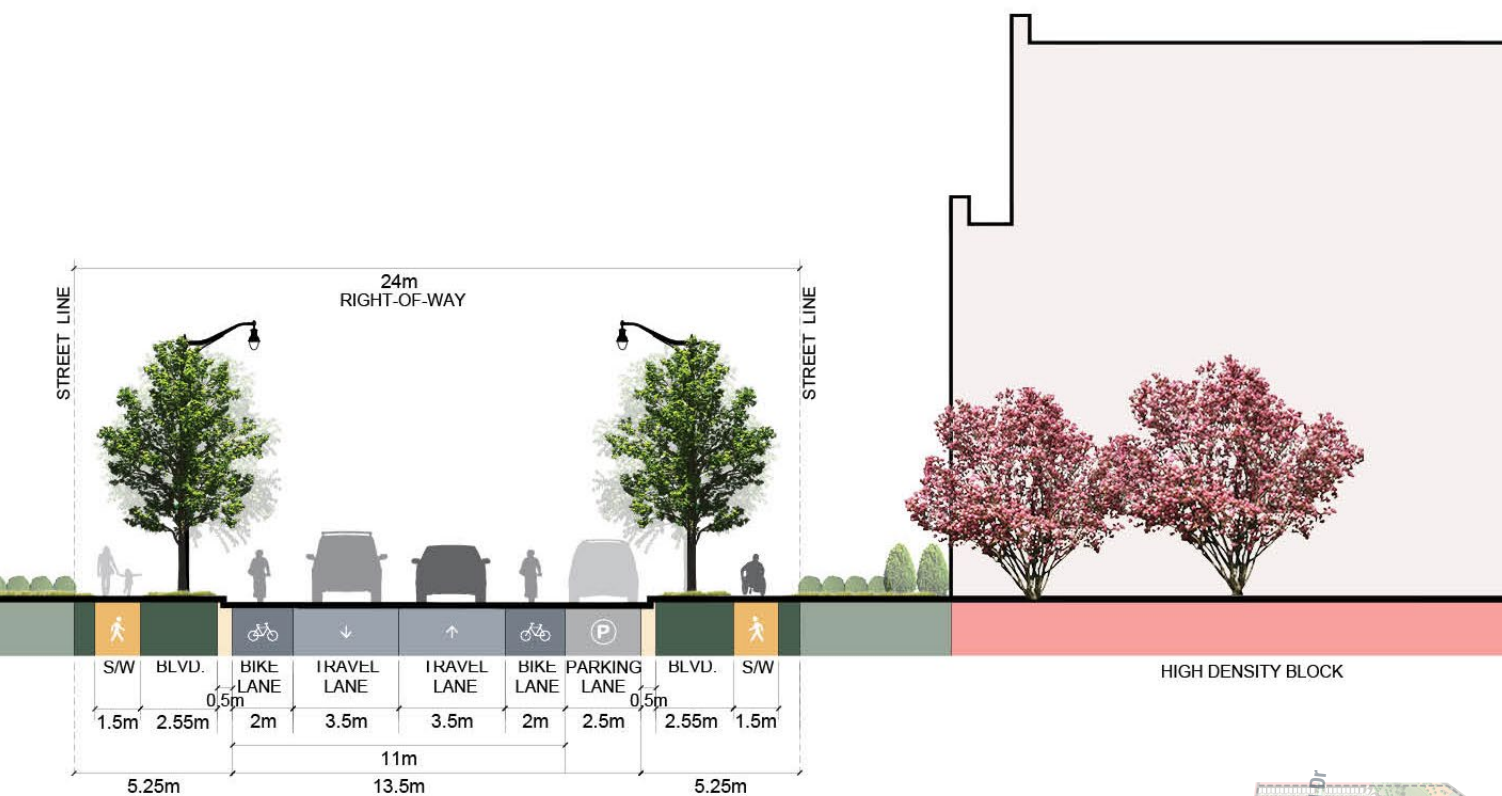 24m
RIGHT-OF-WAY
STREET LINE
STREET LINE
P
S/W
BLVD.
BIKE
LANE
TRAVEL
LANE
TRAVEL
LANE
BIKE
LANE
PARKING
LANE
BLVD.
S/W
HIGH DENSITY BLOCK
0.5m
0.5m
1.5m
2.55m
2m
3.5m
3.5m
2m
2.5m
2.55m
1.5m
11m
5.25m
13.5m
5.25m
Dr